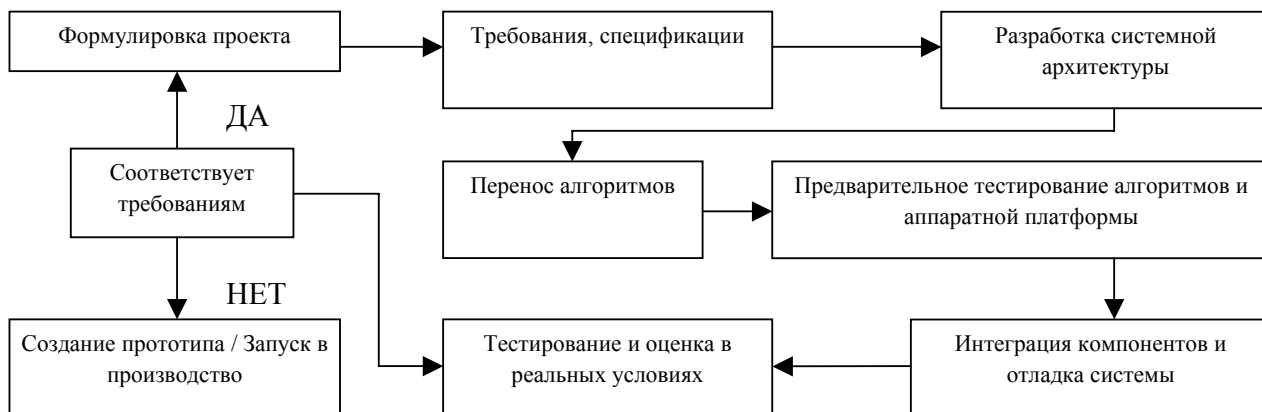 Формулировка проекта
Требования, спецификации
Разработка системной
архитектуры
ДА
Соответствует
требованиям
Перенос алгоритмов
Предварительное тестирование алгоритмов и
аппаратной платформы
НЕТ
Создание прототипа / Запуск в
производство
Тестирование и оценка в
реальных условиях
Интеграция компонентов и
отладка системы